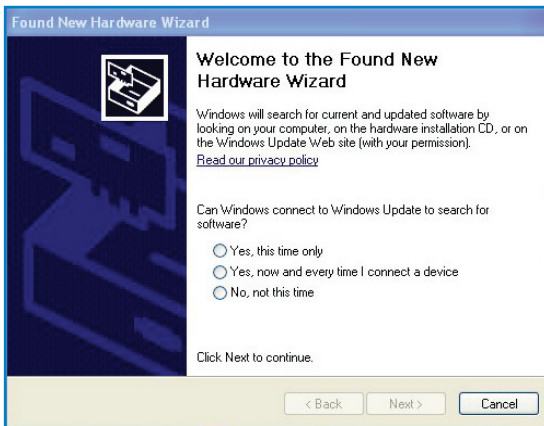 Found New Hardware Wizard
Welcome to the Found New
Hardware Wizard
Windows will search for current and updated software by
looking on your computer, on the hardware installation CD, or on
the Windows Update Web site (with your permission).
Read our privacy policy
Can Windows connect to Windows Update to search for
software?
Yes, this time only
Yes, now and every time I connect a device
No, not this time
Click Next to continue.
< Back Next > Cancel